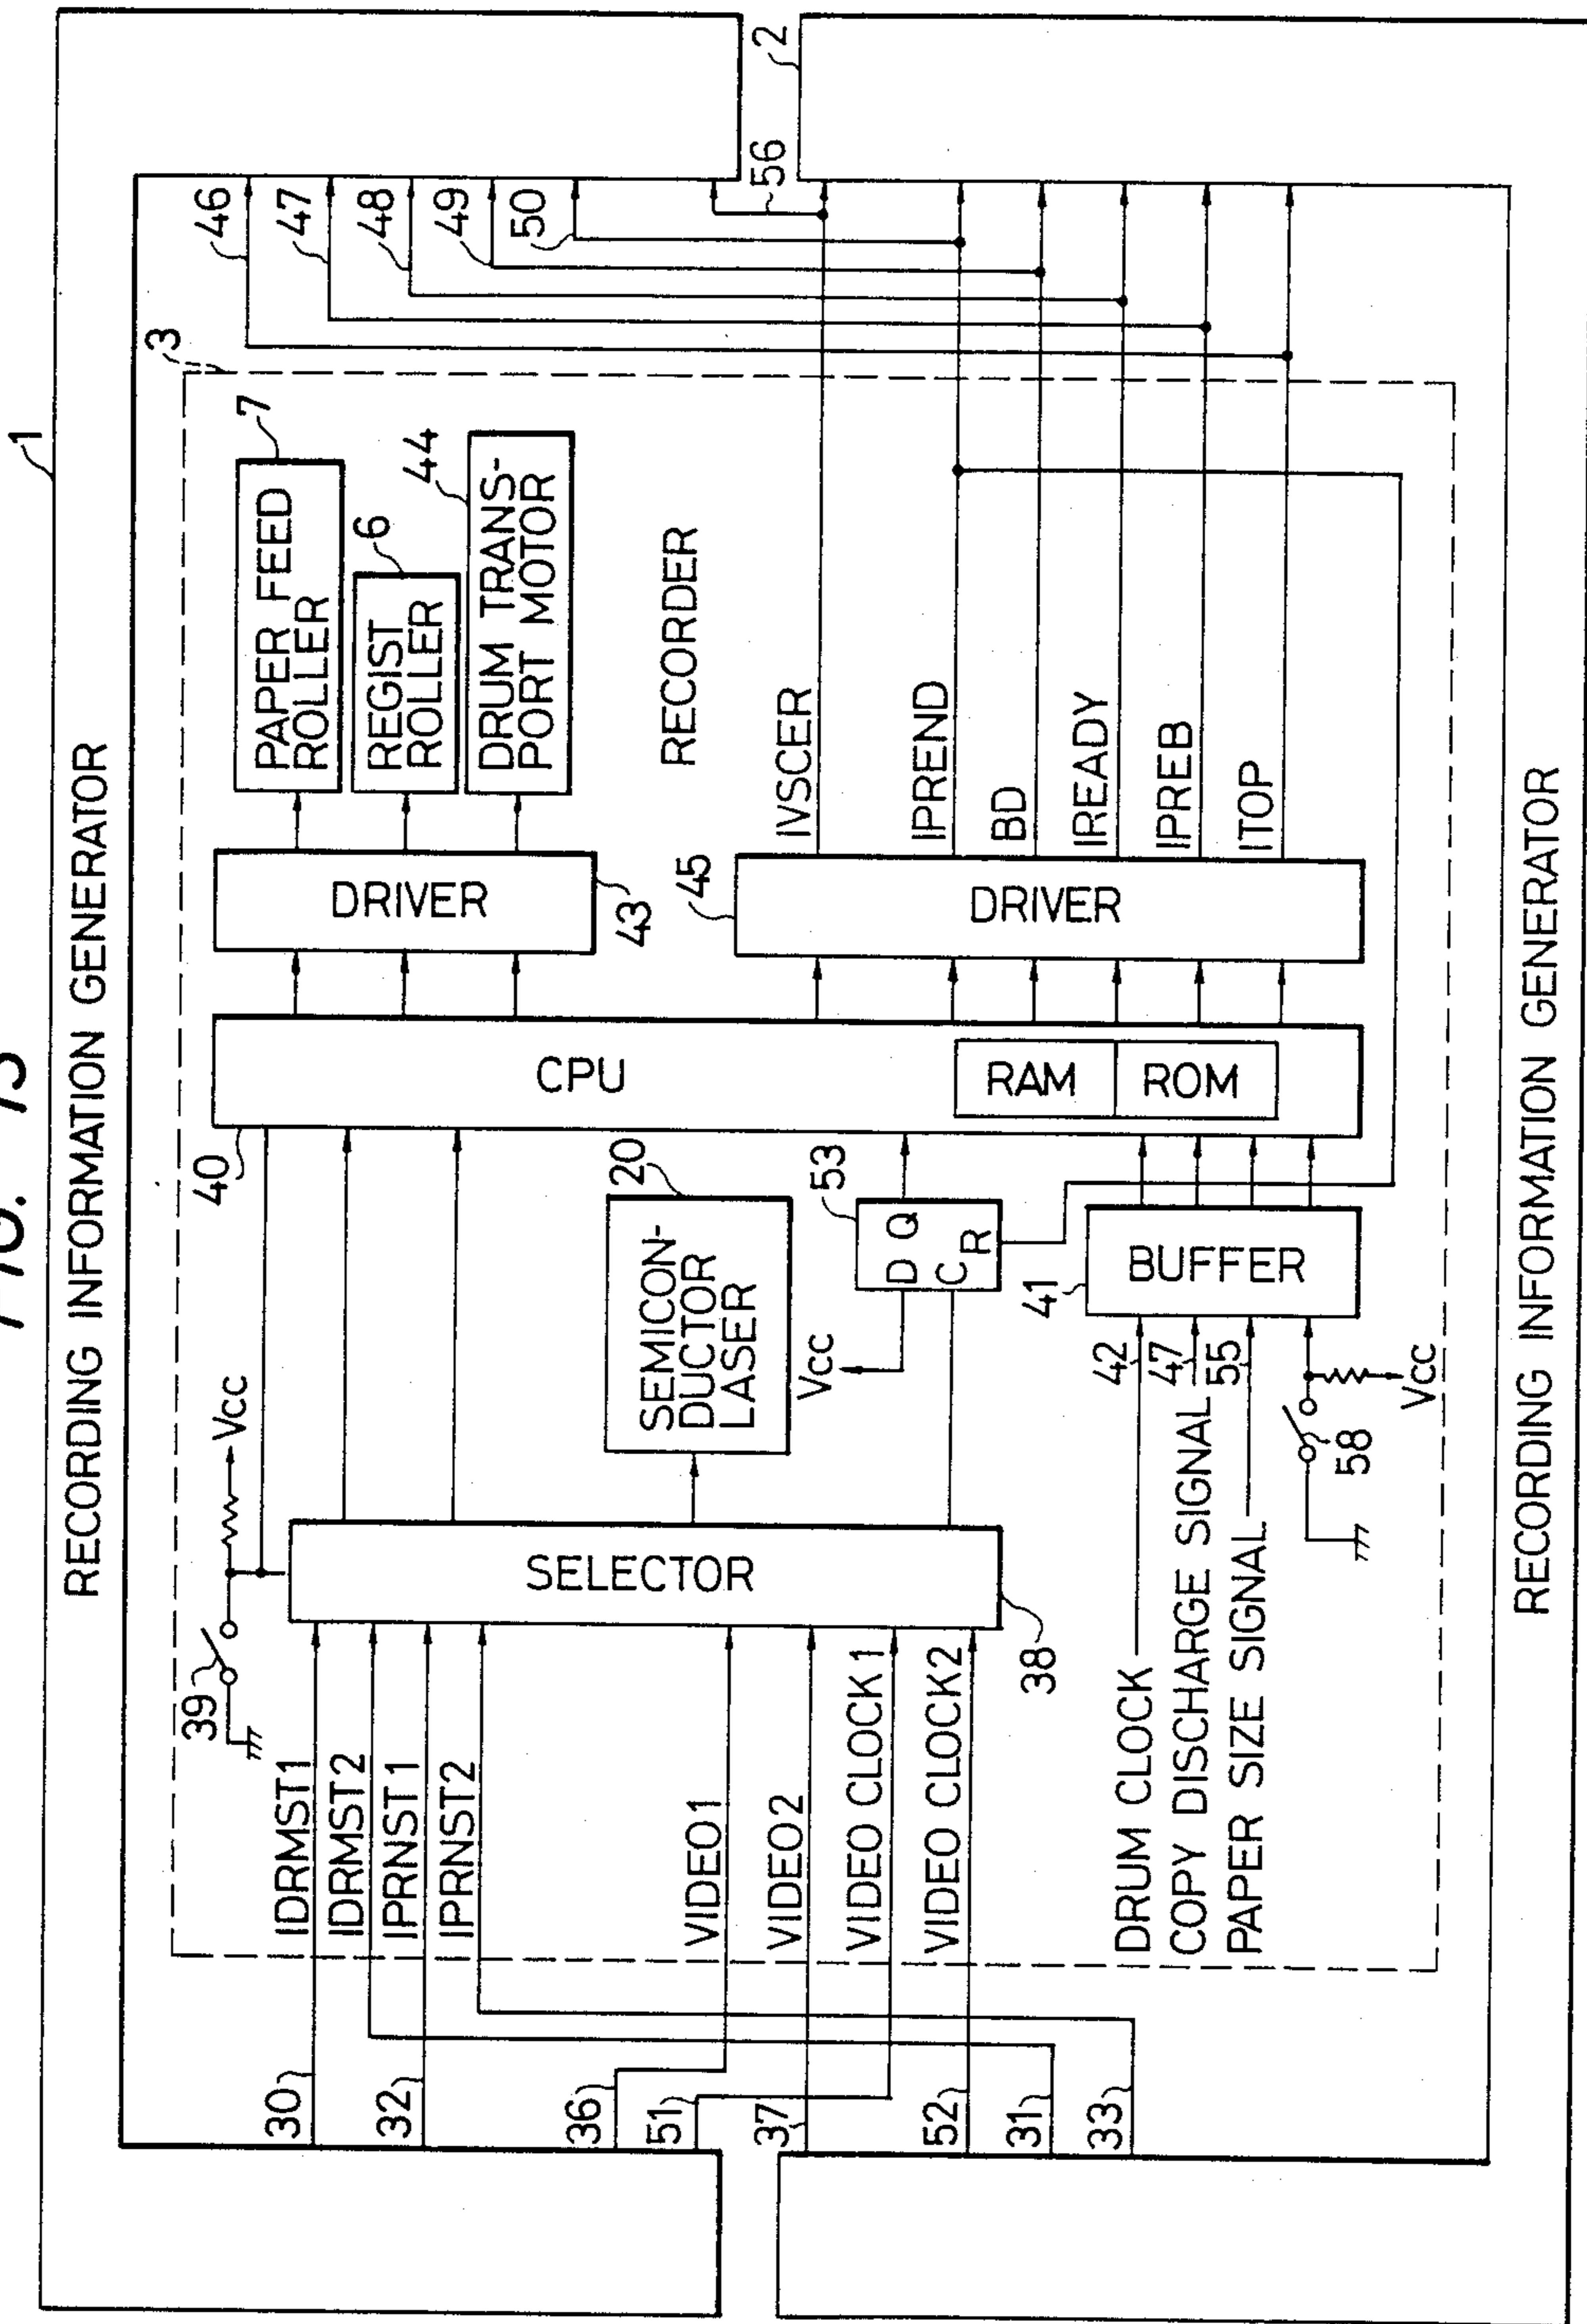 FIG. 13
1
RECORDING INFORMATION GENERATOR
3
39
Vcc
40
PAPER FEED
ROLLER
7
REGIST
ROLLER
6
DRUM TRANS-
PORT MOTOR
44
DRIVER
43
RECORDER
30
IDRMST1
IDRMST2
32
IPRNST1
IPRNST2
36
VIDEO1
51
37
VIDEO2
VIDEO CLOCK1
52
VIDEO CLOCK2
31
33
SELECTOR
38
SEMICON-
DUCTOR
LASER
20
CPU
RAM
ROM
53
D Q
C R
Vcc
DRUM CLOCK
42
COPY DISCHARGE SIGNAL
47
PAPER SIZE SIGNAL
55
41
BUFFER
58
Vcc
45
DRIVER
IVSCER
IPREND
BD
IREADY
IPREB
ITOP
46
47
48
49
50
56
2
RECORDING INFORMATION GENERATOR